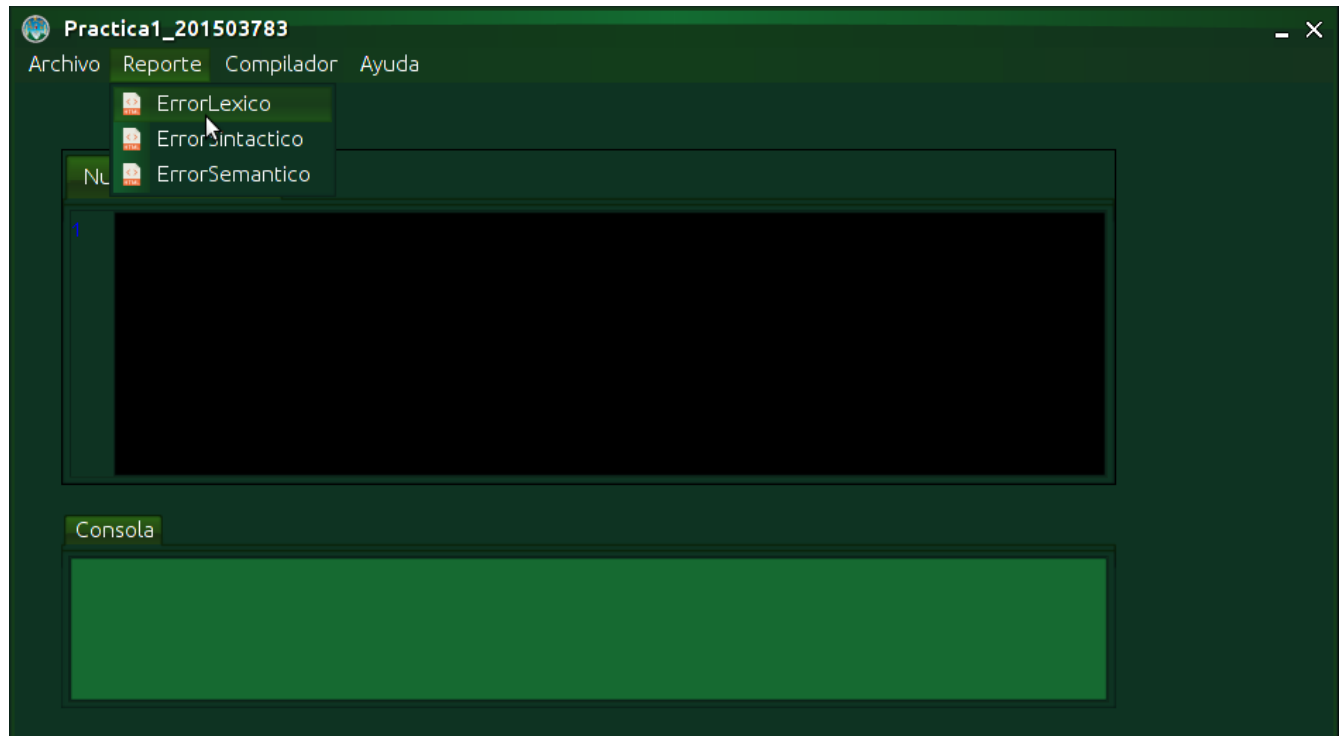 Practica1_201503783
Archivo Reporte Compilador Ayuda
ErrorLexico
ErrorSintactico
ErrorSemantico
1
Consola